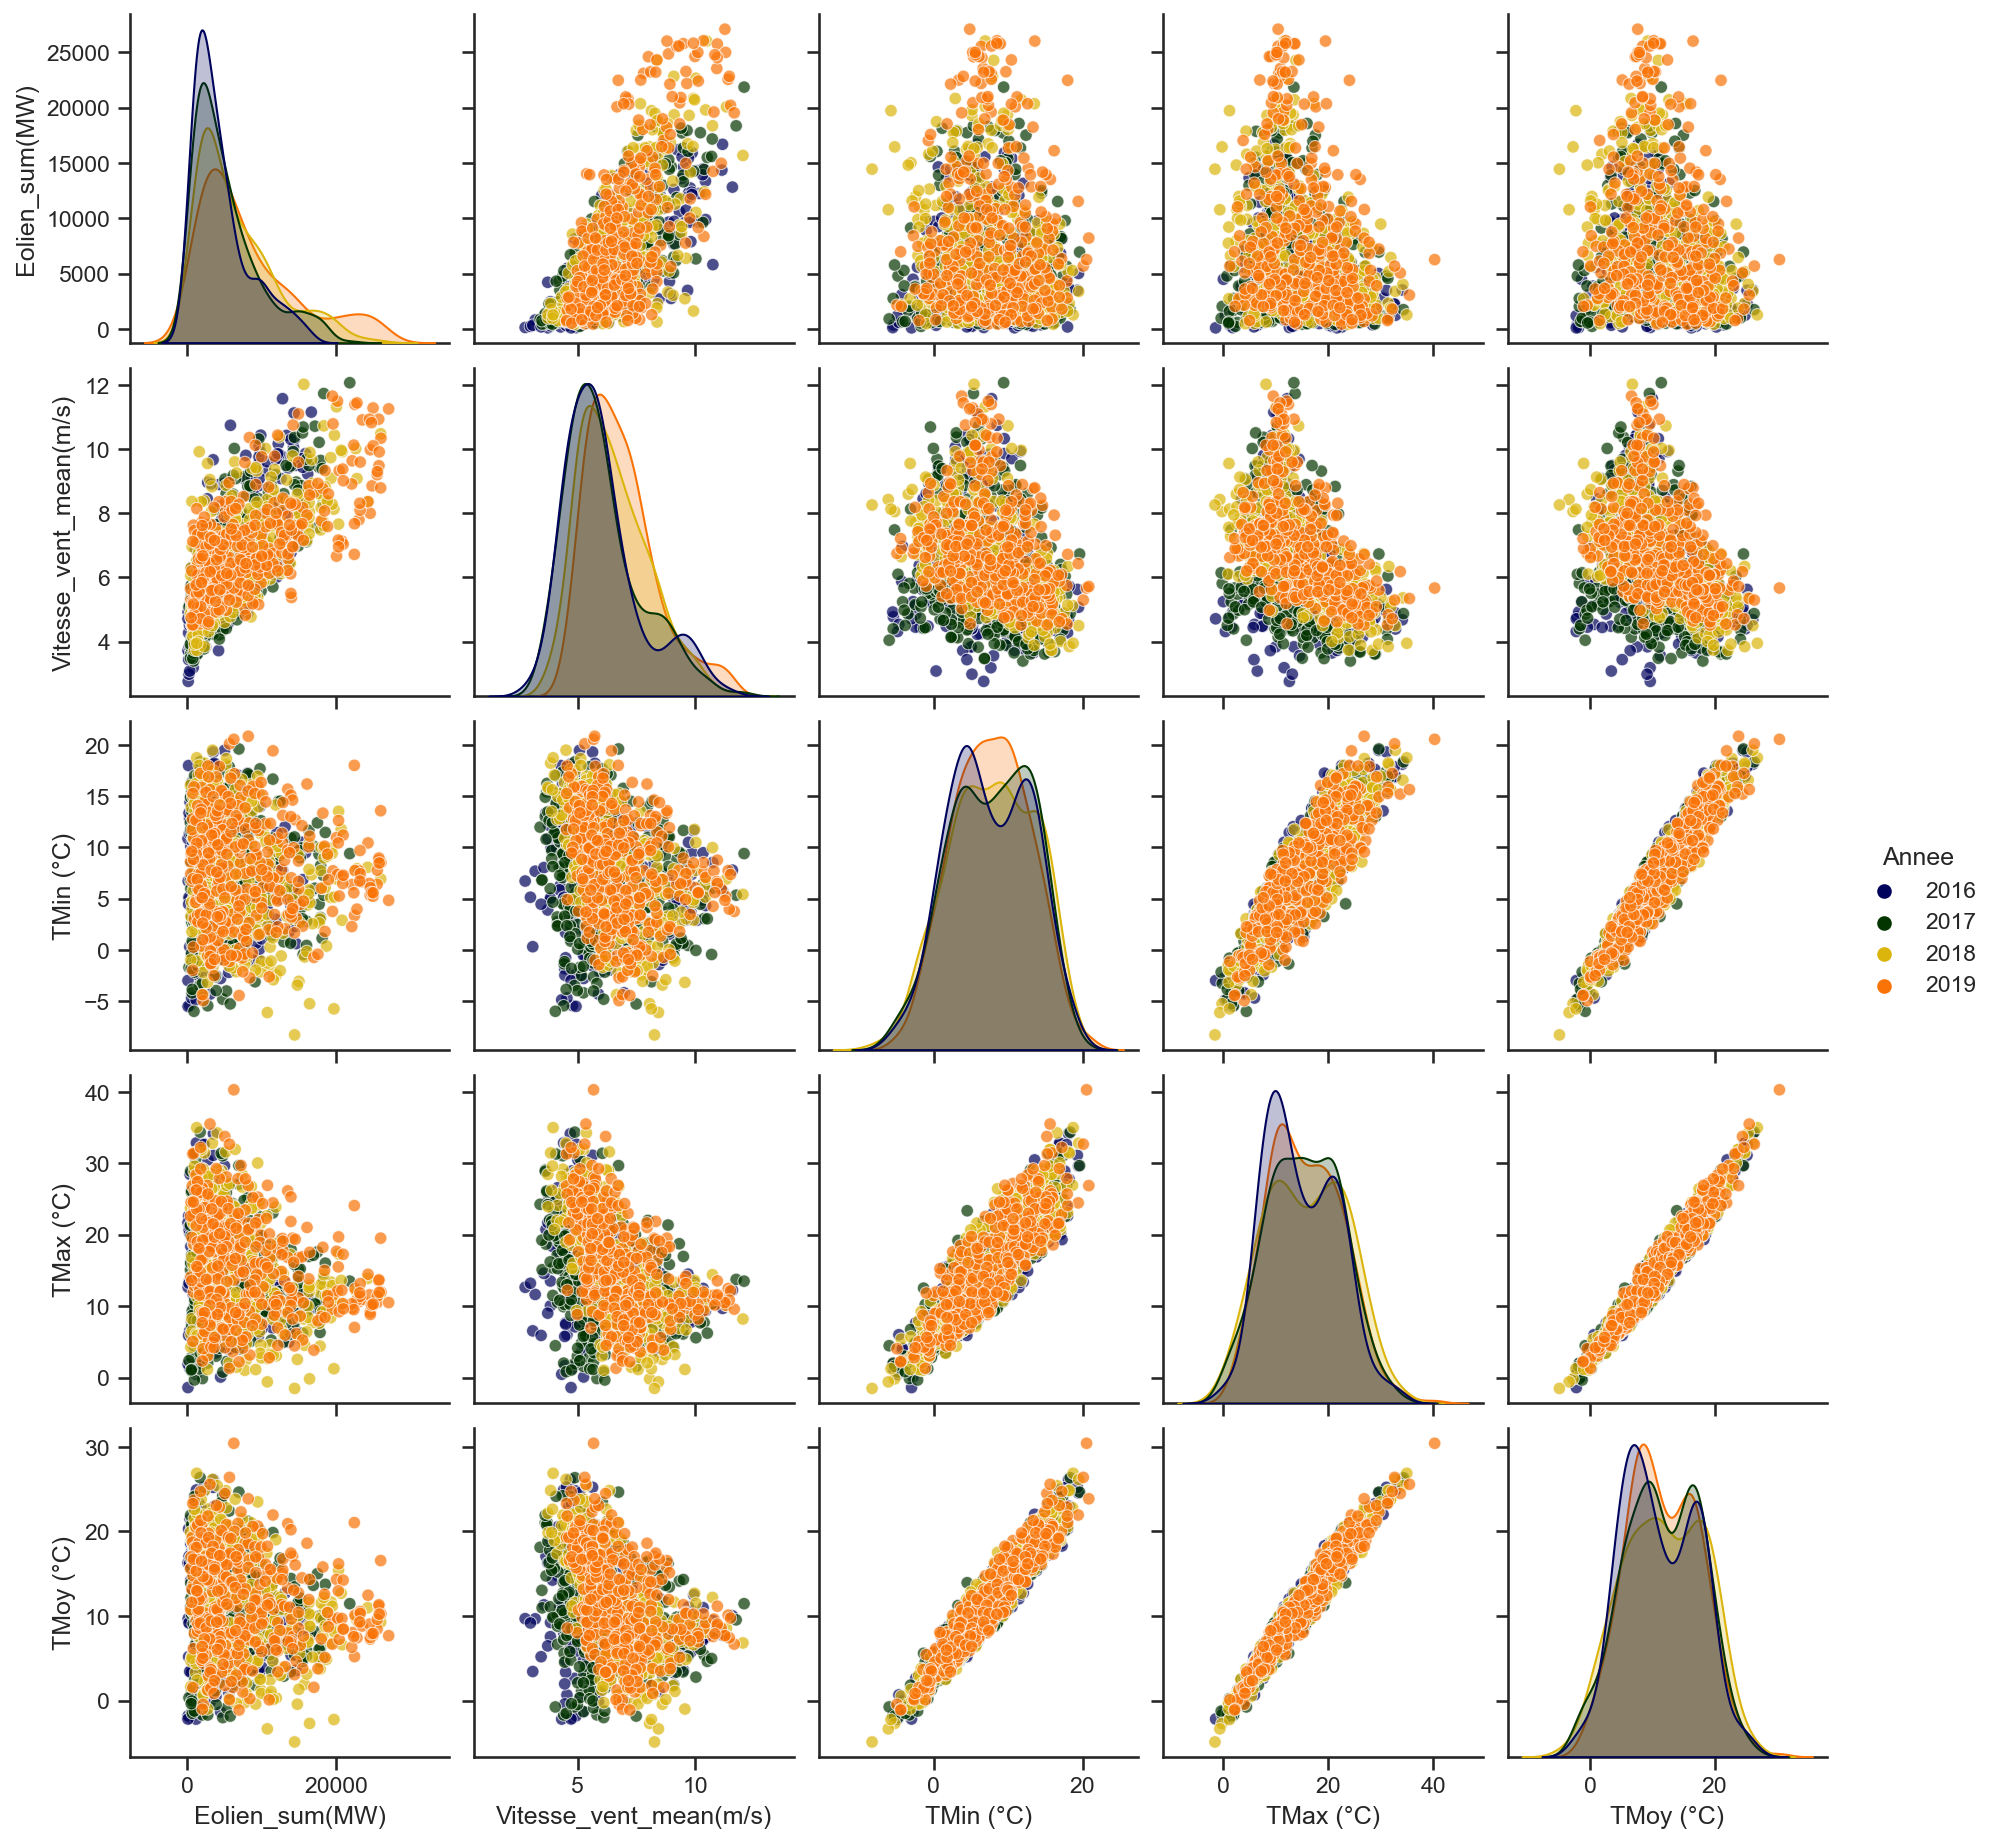 25000
20000
15000
10000
5000
0
Eolien_sum(MW)
12
10
8
6
4
Vitesse_vent_mean(m/s)
20
15
10
5
0
−5
TMin (°C)
40
30
20
10
0
TMax (°C)
30
20
10
0
TMoy (°C)
0 20000
5 10
0 20
0 20 40
0 20
Eolien_sum(MW)
Vitesse_vent_mean(m/s)
TMin (°C)
TMax (°C)
TMoy (°C)
Annee
2016
2017
2018
2019